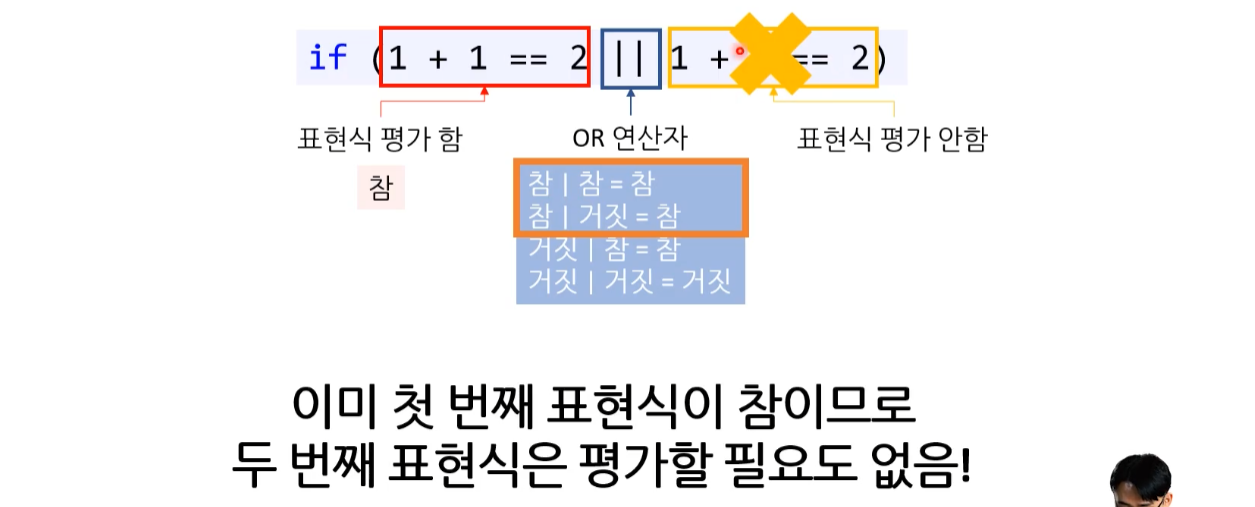 if (1 + 1 == 2 || 1 + == 2)
표현식 평가 함
OR 연산자
표현식 평가 안함
참
참 | 참 = 참
참 | 거짓 = 참
거짓 | 참 = 참
거짓 | 거짓 = 거짓
이미 첫 번째 표현식이 참이므로
두 번째 표현식은 평가할 필요도 없음!